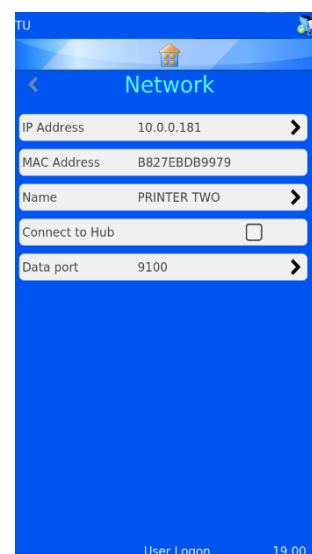 TU
Network
IP Address 10.0.0.181
MAC Address B827EBDB9979
Name PRINTER TWO
Connect to Hub
Data port 9100
User Logon 19.00